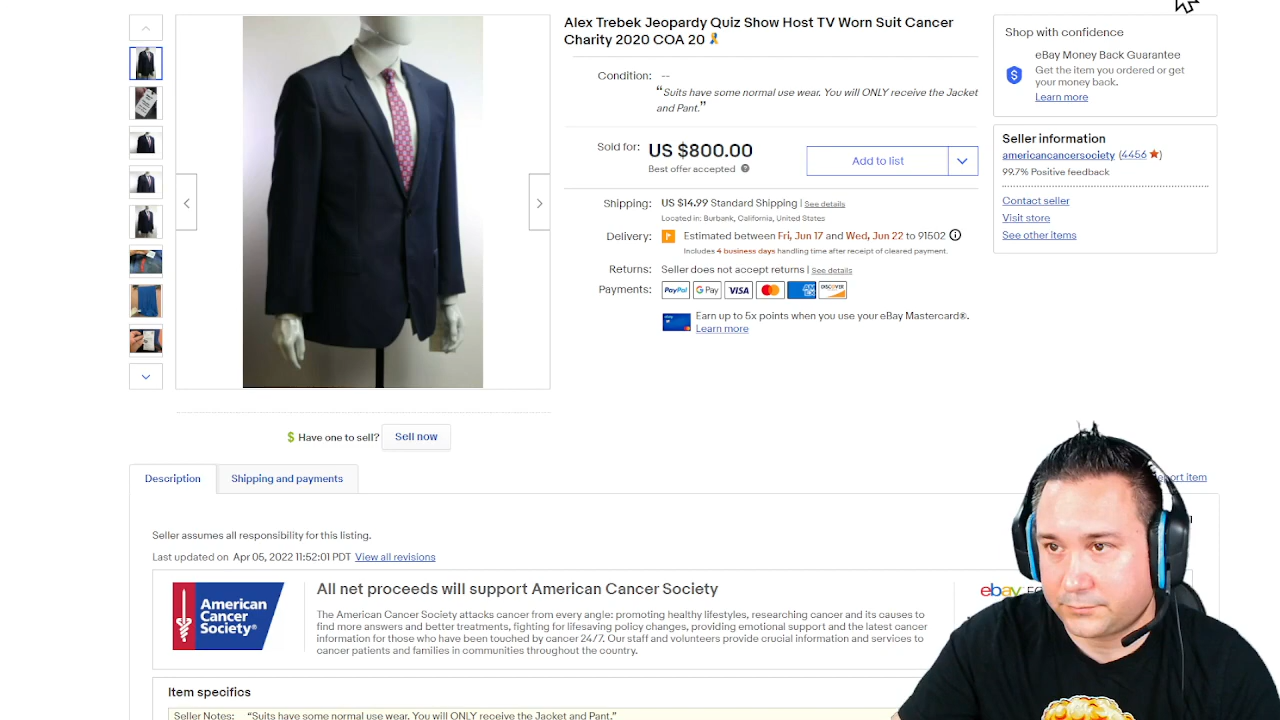 Alex Trebek Jeopardy Quiz Show Host TV Worn Suit Cancer
Charity 2020 COA 20
Condition: --
“Suits have some normal use wear. You will ONLY receive the Jacket
and Pant.”
Sold for: US $800.00
Best offer accepted
Add to list
Shipping: US $14.99 Standard Shipping | See details
Located in: Burbank, California, United States
Delivery: Estimated between Fri, Jun 17 and Wed, Jun 22 to 91502
Includes 4 business days handling time after receipt of cleared payment.
Returns: Seller does not accept returns | See details
Payments: PayPal G Pay VISA DISCOVER
Earn up to 5x points when you use your eBay Mastercard®.
Learn more
Shop with confidence
eBay Money Back Guarantee
Get the item you ordered or get
your money back.
Learn more
Seller information
americancancersociety (4456)
99.7% Positive feedback
Contact seller
Visit store
See other items
$ Have one to sell? Sell now
Description
Shipping and payments
item
Seller assumes all responsibility for this listing.
Last updated on Apr 05, 2022 11:52:01 PDT View all revisions
American
Cancer
Society®
All net proceeds will support American Cancer Society
The American Cancer Society attacks cancer from every angle: promoting healthy lifestyles, researching cancer and its causes to
find more answers and better treatments, fighting for lifesaving policy changes, providing emotional support and the latest cancer
information for those who have been touched by cancer 24/7. Our staff and volunteers provide crucial information and services to
cancer patients and families in communities throughout the country.
ebay
Item specifics
Seller Notes: “Suits have some normal use wear. You will ONLY receive the Jacket and Pant.”